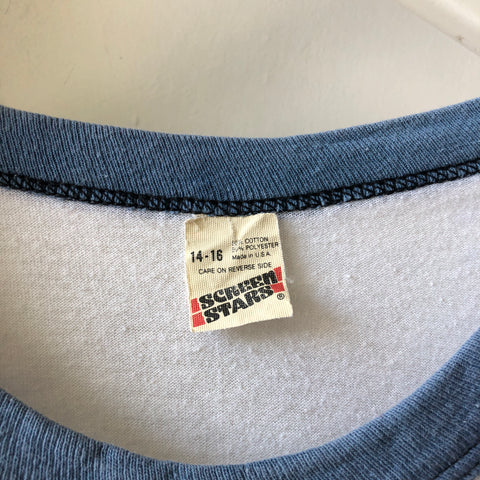 COTTON
14-16 POLYESTER
Made in U.S.A.
CARE ON REVERSE SIDE
SCREEN
STARS ®